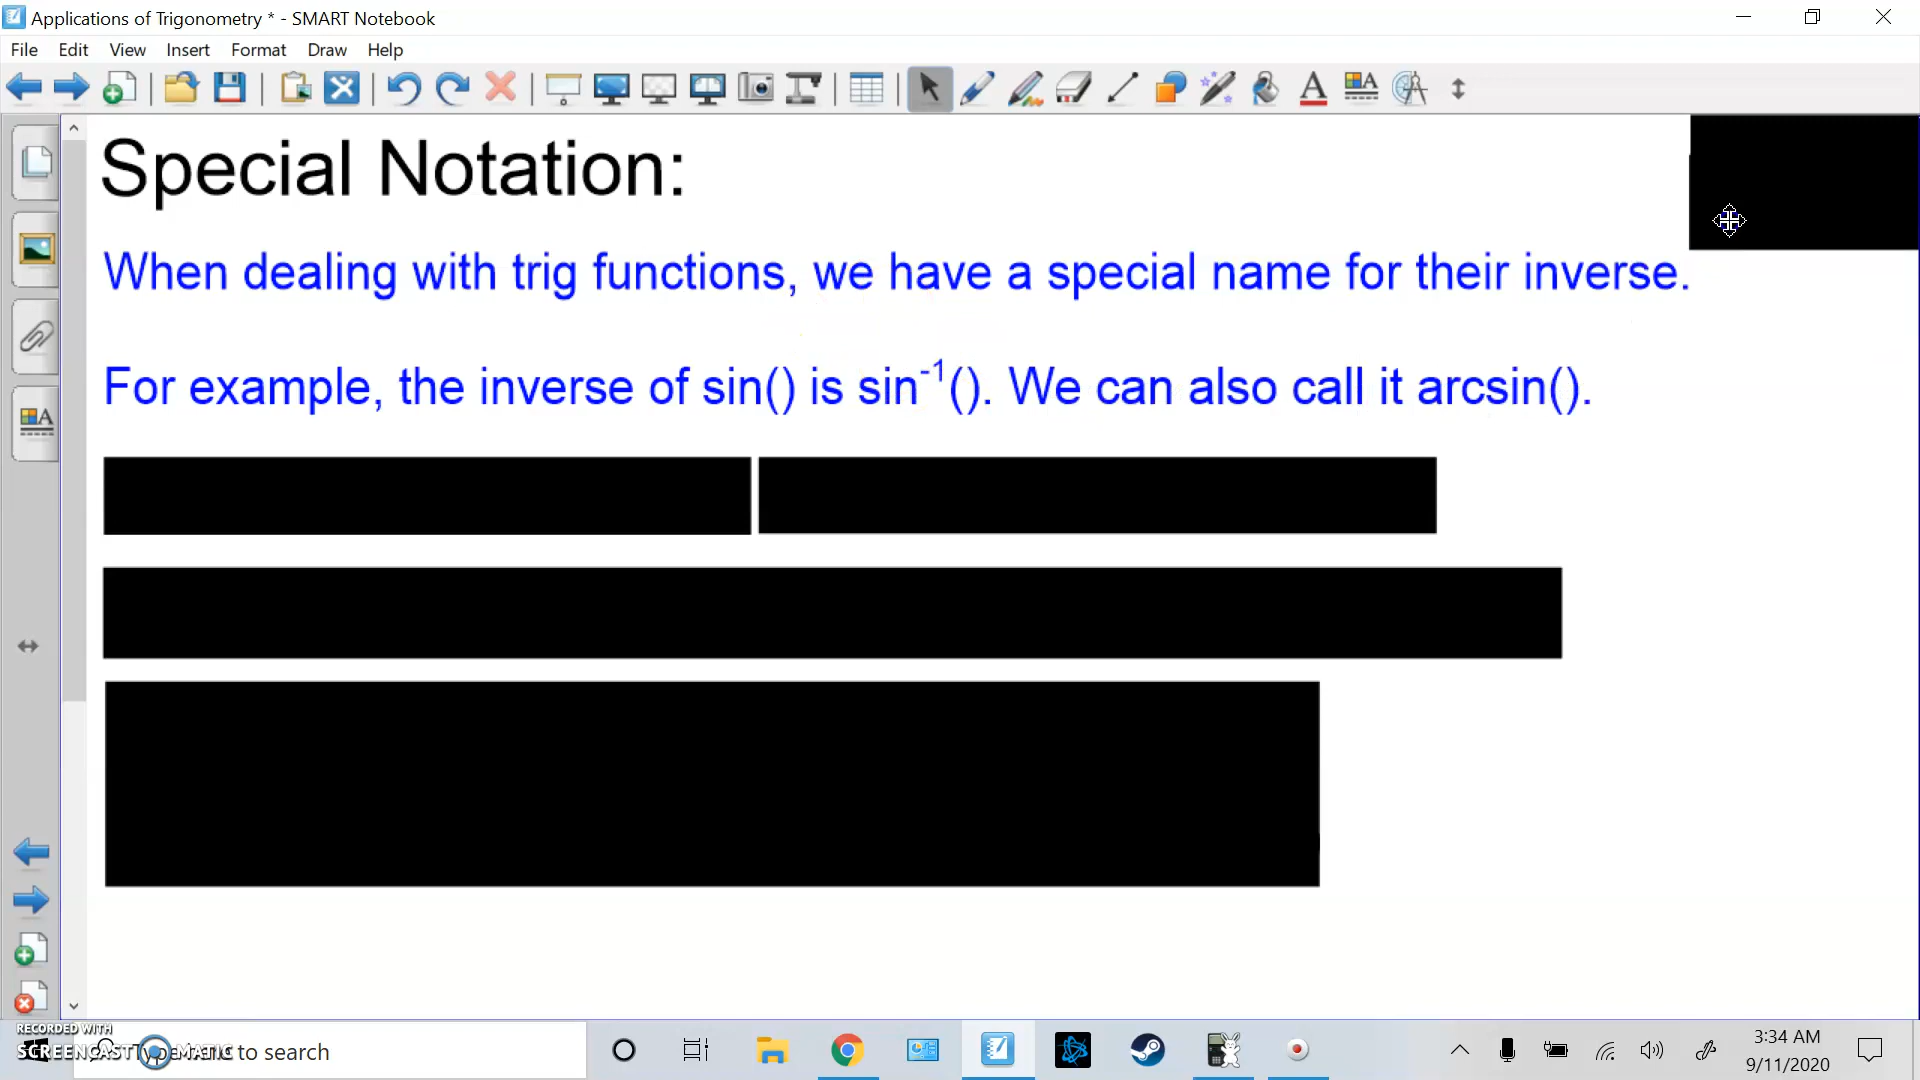 Applications of Trigonometry * - SMART Notebook
File Edit View Insert Format Draw Help
Special Notation:
When dealing with trig functions, we have a special name for their inverse.
For example, the inverse of sin() is sin⁻¹(). We can also call it arcsin().
RECORDED WITH
SCREENCAST MATIC
to search
3:34 AM
9/11/2020